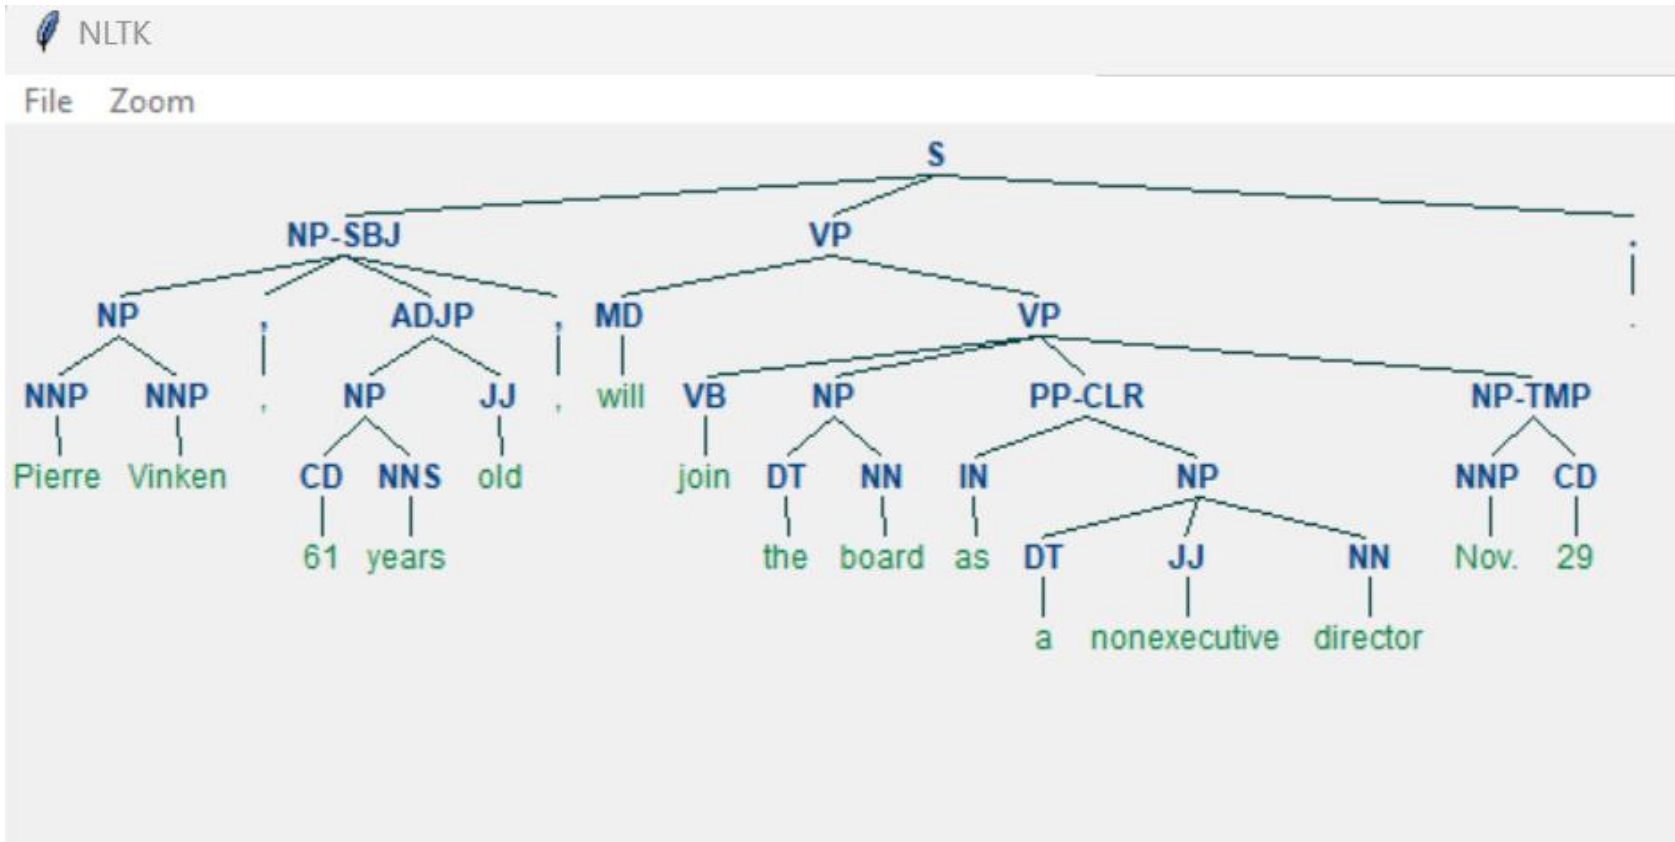 NLTK
File Zoom
S
NP-SBJ VP .
NP , ADJP , MD VP .
NNP NNP , NP JJ , will VB NP PP-CLR NP-TMP
Pierre Vinken CD NNS old join DT NN IN NP NNP CD
61 years the board as DT JJ NN Nov. 29
a nonexecutive director